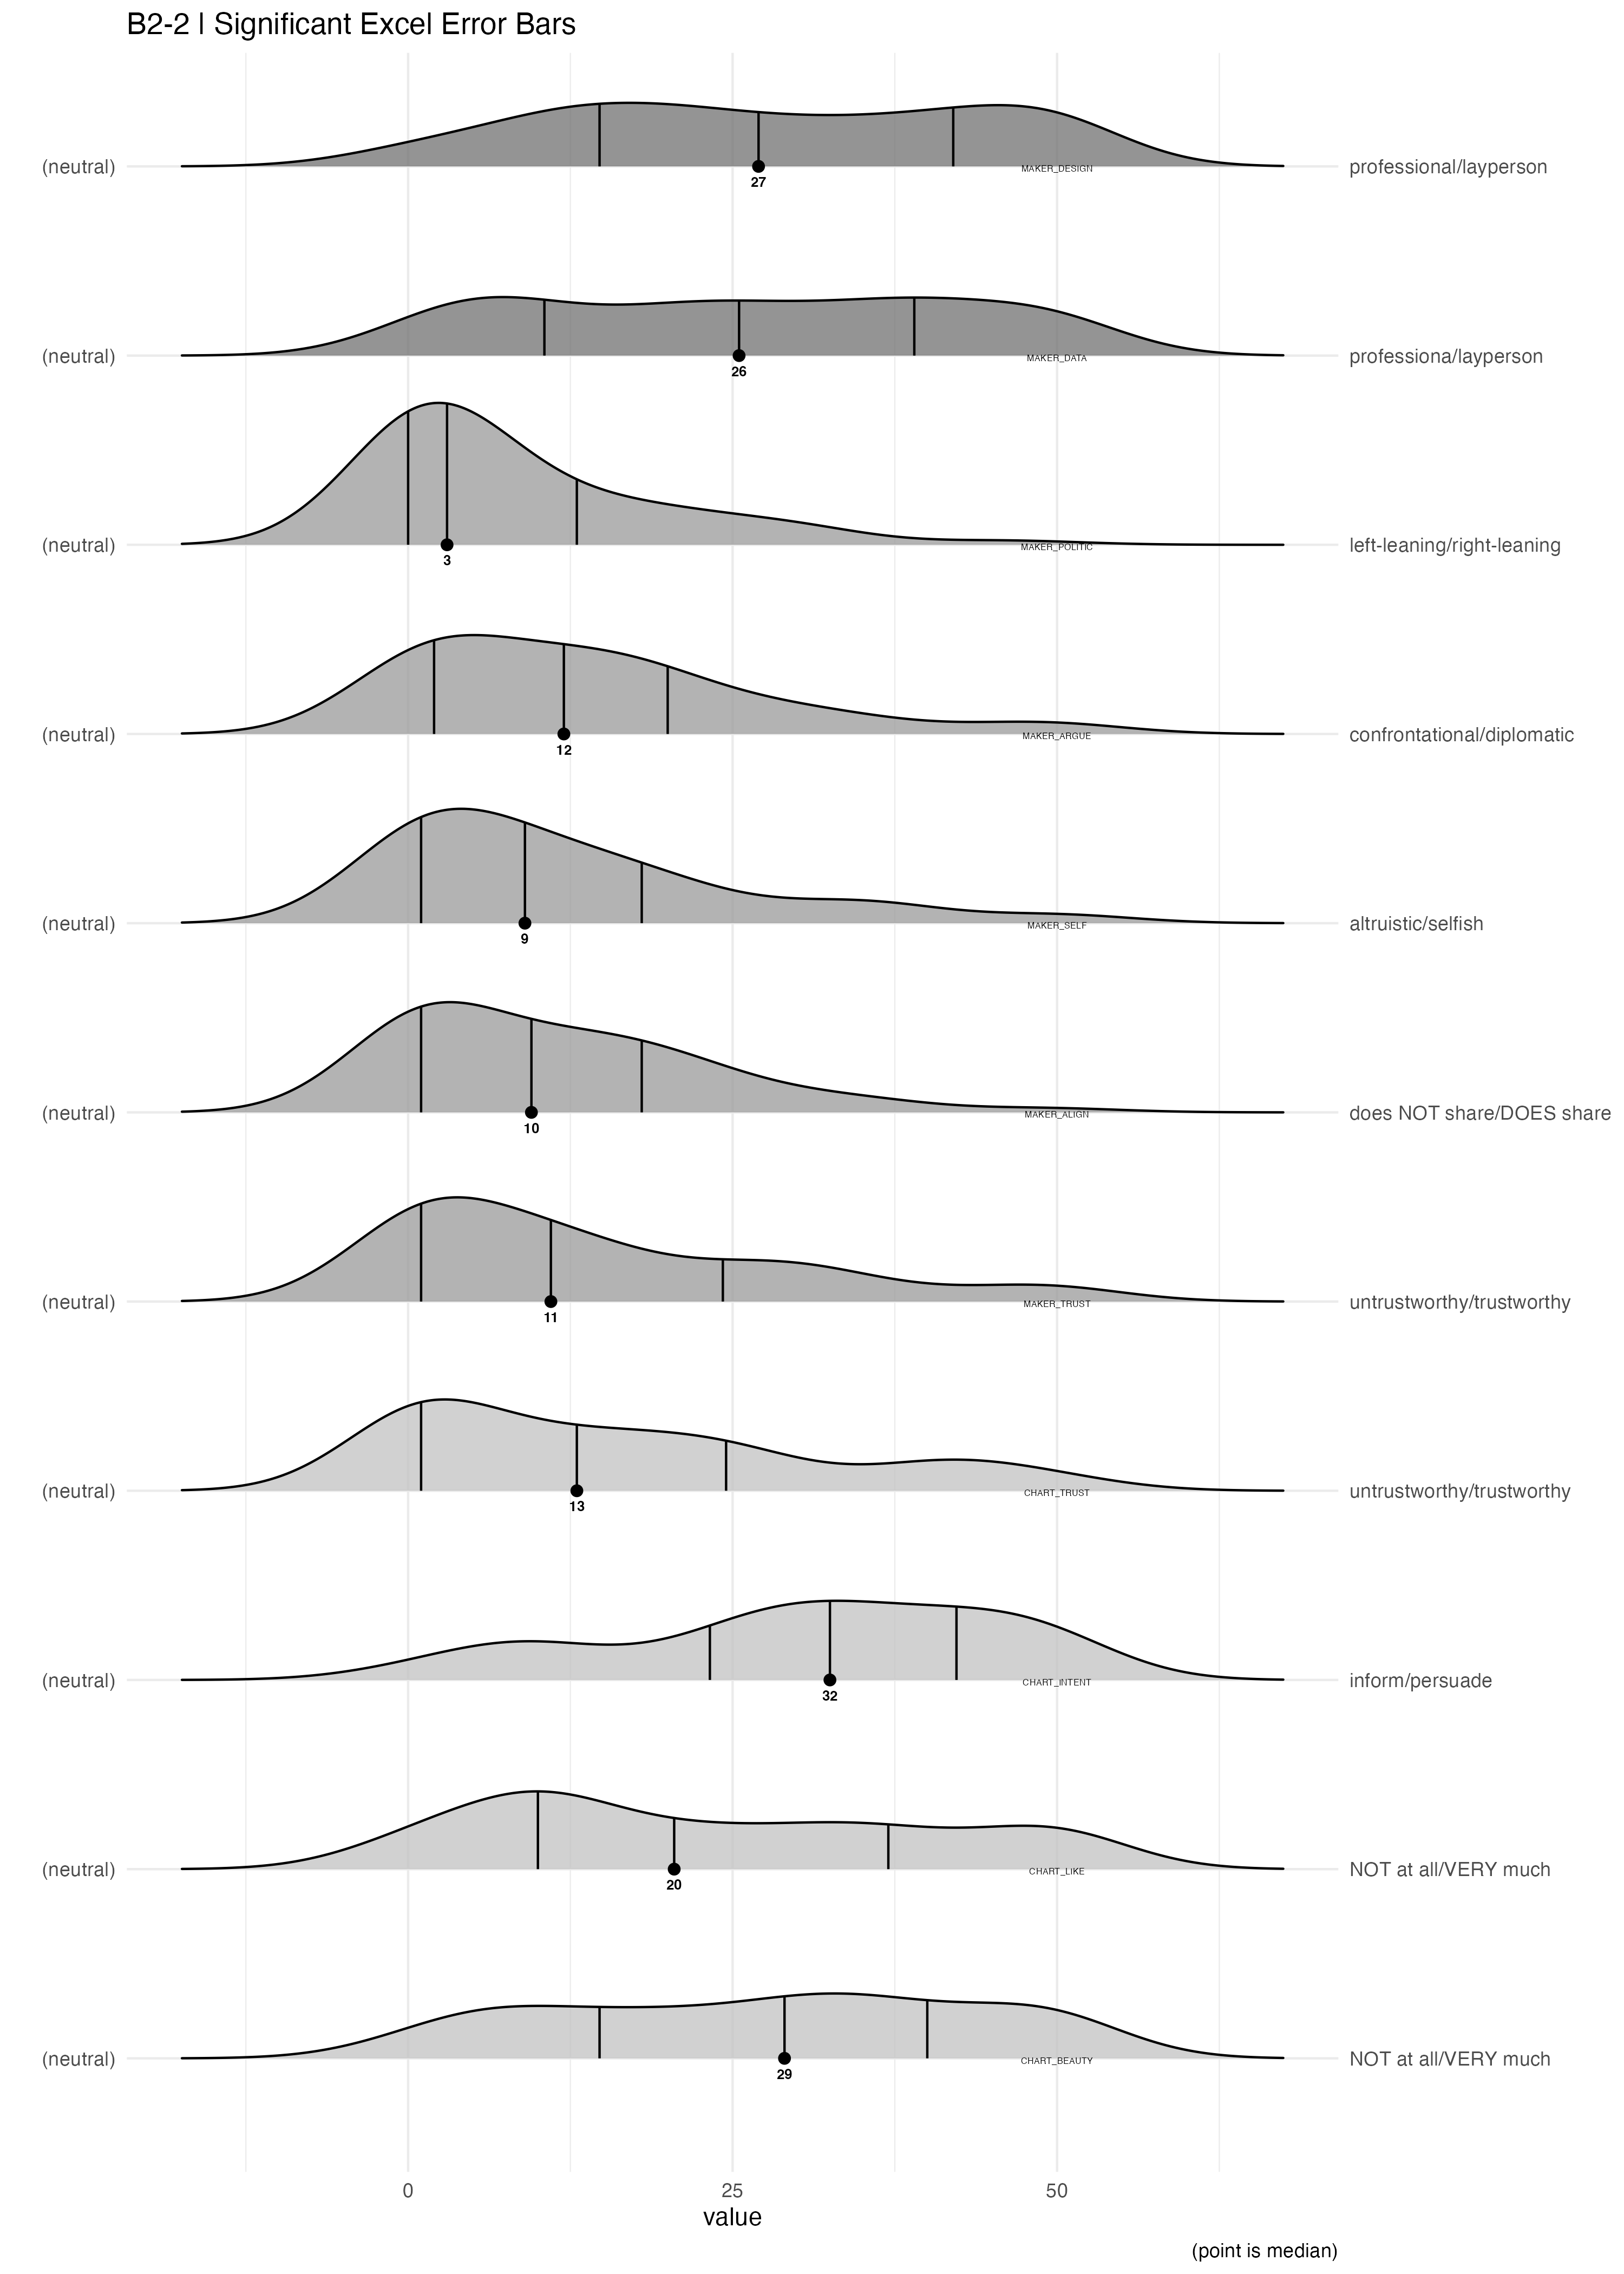 B2-2 | Significant Excel Error Bars
(neutral) MAKER_DESIGN professional/layperson
27
(neutral) MAKER_DATA professiona/layperson
26
(neutral) MAKER_POLITIC left-leaning/right-leaning
3
(neutral) MAKER_ARGUE confrontational/diplomatic
12
(neutral) MAKER_SELF altruistic/selfish
9
(neutral) MAKER_ALIGN does NOT share/DOES share
10
(neutral) MAKER_TRUST untrustworthy/trustworthy
11
(neutral) CHART_TRUST untrustworthy/trustworthy
13
(neutral) CHART_INTENT inform/persuade
32
(neutral) CHART_LIKE NOT at all/VERY much
20
(neutral) CHART_BEAUTY NOT at all/VERY much
29
0 25 50
value
(point is median)